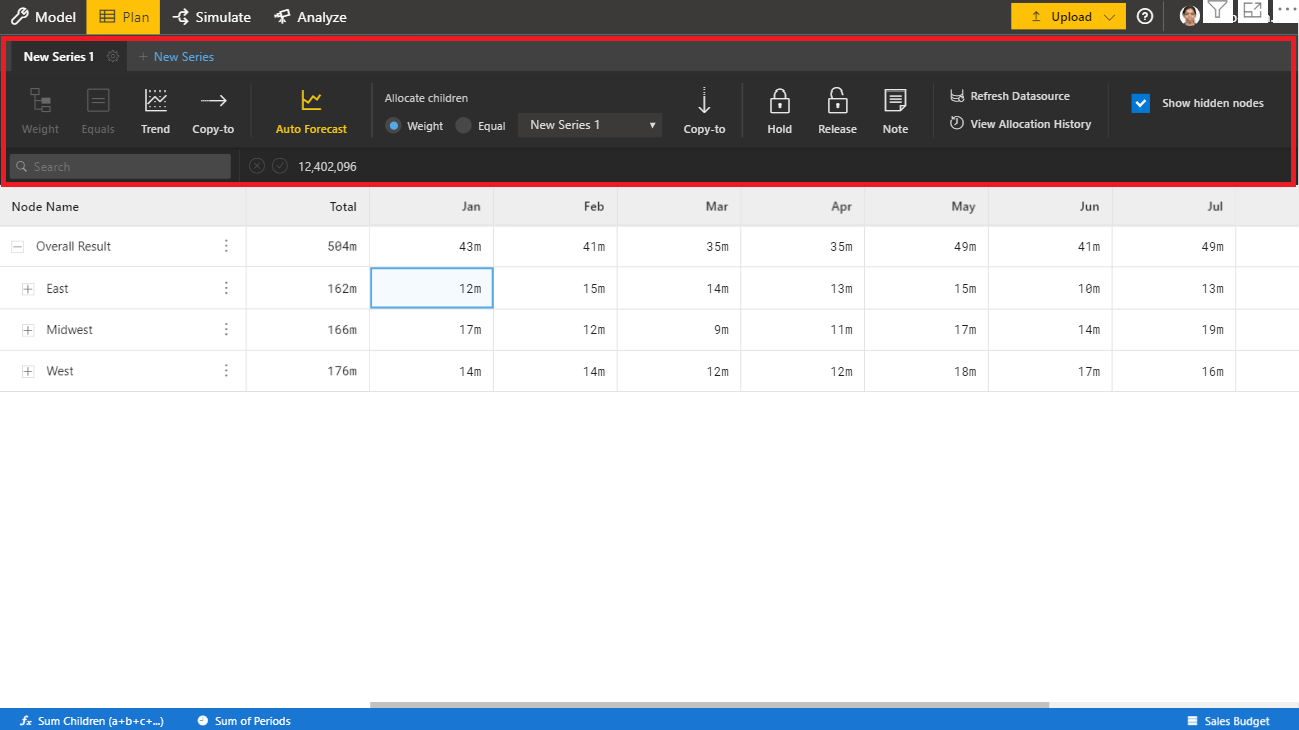 Model Plan Simulate Analyze Upload
New Series 1 + New Series
Weight Equals Trend Copy-to Auto Forecast
Allocate children
Weight Equal New Series 1 Copy-to
Hold Release Note
Refresh Datasource
View Allocation History
Show hidden nodes
Search 12,402,096
Node Name Total Jan Feb Mar Apr May Jun Jul
Overall Result 504m 43m 41m 35m 35m 49m 41m 49m
East 162m 12m 15m 14m 13m 15m 10m 13m
Midwest 166m 17m 12m 9m 11m 17m 14m 19m
West 176m 14m 14m 12m 12m 18m 17m 16m
fx Sum Children (a+b+c+...) Sum of Periods Sales Budget